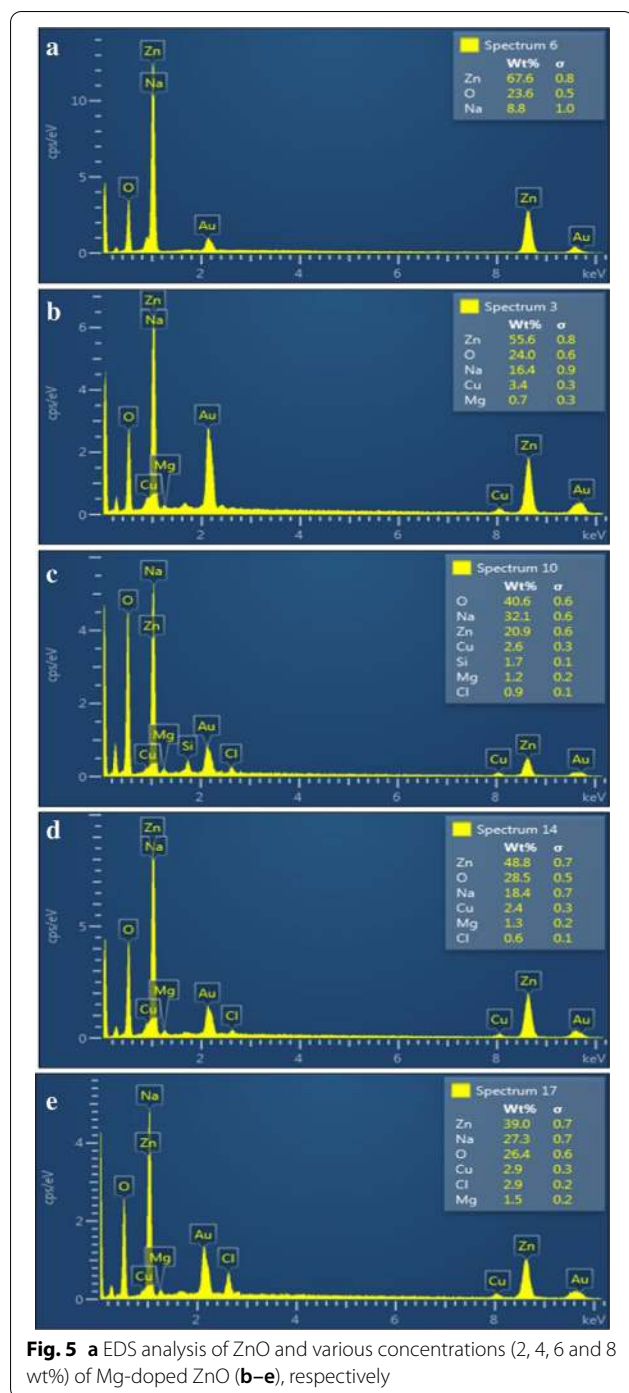 a
Spectrum 6
Wt% σ
Zn 67.6 0.8
O 23.6 0.5
Na 8.8 1.0
Zn
Na
O
Au
Zn
Au
10
5
0
cps/eV
2 4 6 8 keV
b
Spectrum 3
Wt% σ
Zn 55.6 0.8
O 24.0 0.6
Na 16.4 0.9
Cu 3.4 0.3
Mg 0.7 0.3
Zn
Na
O
Au
Mg
Cu
Zn
Cu
Au
6
4
2
0
cps/eV
2 4 6 8 keV
c
Spectrum 10
Wt% σ
O 40.6 0.6
Na 32.1 0.6
Zn 20.9 0.6
Cu 2.6 0.3
Si 1.7 0.1
Mg 1.2 0.2
Cl 0.9 0.1
Na
O
Zn
Mg
Cu
Si
Au
Cl
Cu
Zn
Au
4
2
0
cps/eV
2 4 6 8 keV
d
Spectrum 14
Wt% σ
Zn 48.8 0.7
O 28.5 0.5
Na 18.4 0.7
Cu 2.4 0.3
Mg 1.3 0.2
Cl 0.6 0.1
Zn
Na
O
Mg
Cu
Au
Cl
Cu
Zn
Au
5
0
cps/eV
2 4 6 8 keV
e
Spectrum 17
Wt% σ
Zn 39.0 0.7
Na 27.3 0.7
O 26.4 0.6
Cu 2.9 0.3
Cl 2.9 0.2
Mg 1.5 0.2
Na
Zn
O
Mg
Cu
Au
Cl
Cu
Zn
Au
4
2
0
cps/eV
2 4 6 8 keV
Fig. 5 a EDS analysis of ZnO and various concentrations (2, 4, 6 and 8
wt%) of Mg-doped ZnO (b–e), respectively